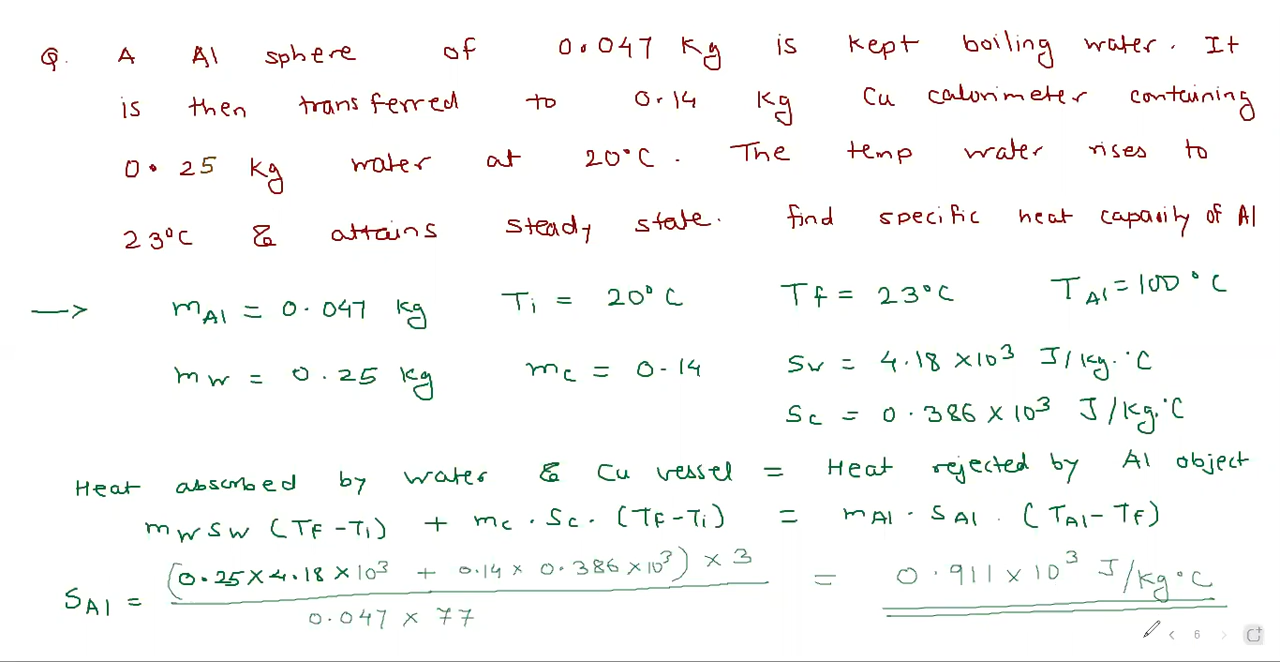 Q. A Al sphere of 0.047 Kg is kept boiling water. It
is then transferred to 0.14 Kg Cu calorimeter containing
0.25 Kg water at 20°C. The temp water rises to
23°C & attains steady state. find specific heat capacity of Al
—> mAl = 0.047 kg Ti = 20°C Tf = 23°C TAl = 100°C
mw = 0.25 kg mc = 0.14 Sw = 4.18 × 10³ J/kg.°C
Sc = 0.386 × 10³ J/kg.°C
Heat absorbed by water & Cu vessel = Heat rejected by Al object
mw Sw (TF - Ti) + mc . Sc . (TF - Ti) = mAl . SAl . (TAl - TF)
SAl = (0.25 × 4.18 × 10³ + 0.14 × 0.386 × 10³) × 3 = 0.911 × 10³ J/kg°C
0.047 × 77
6